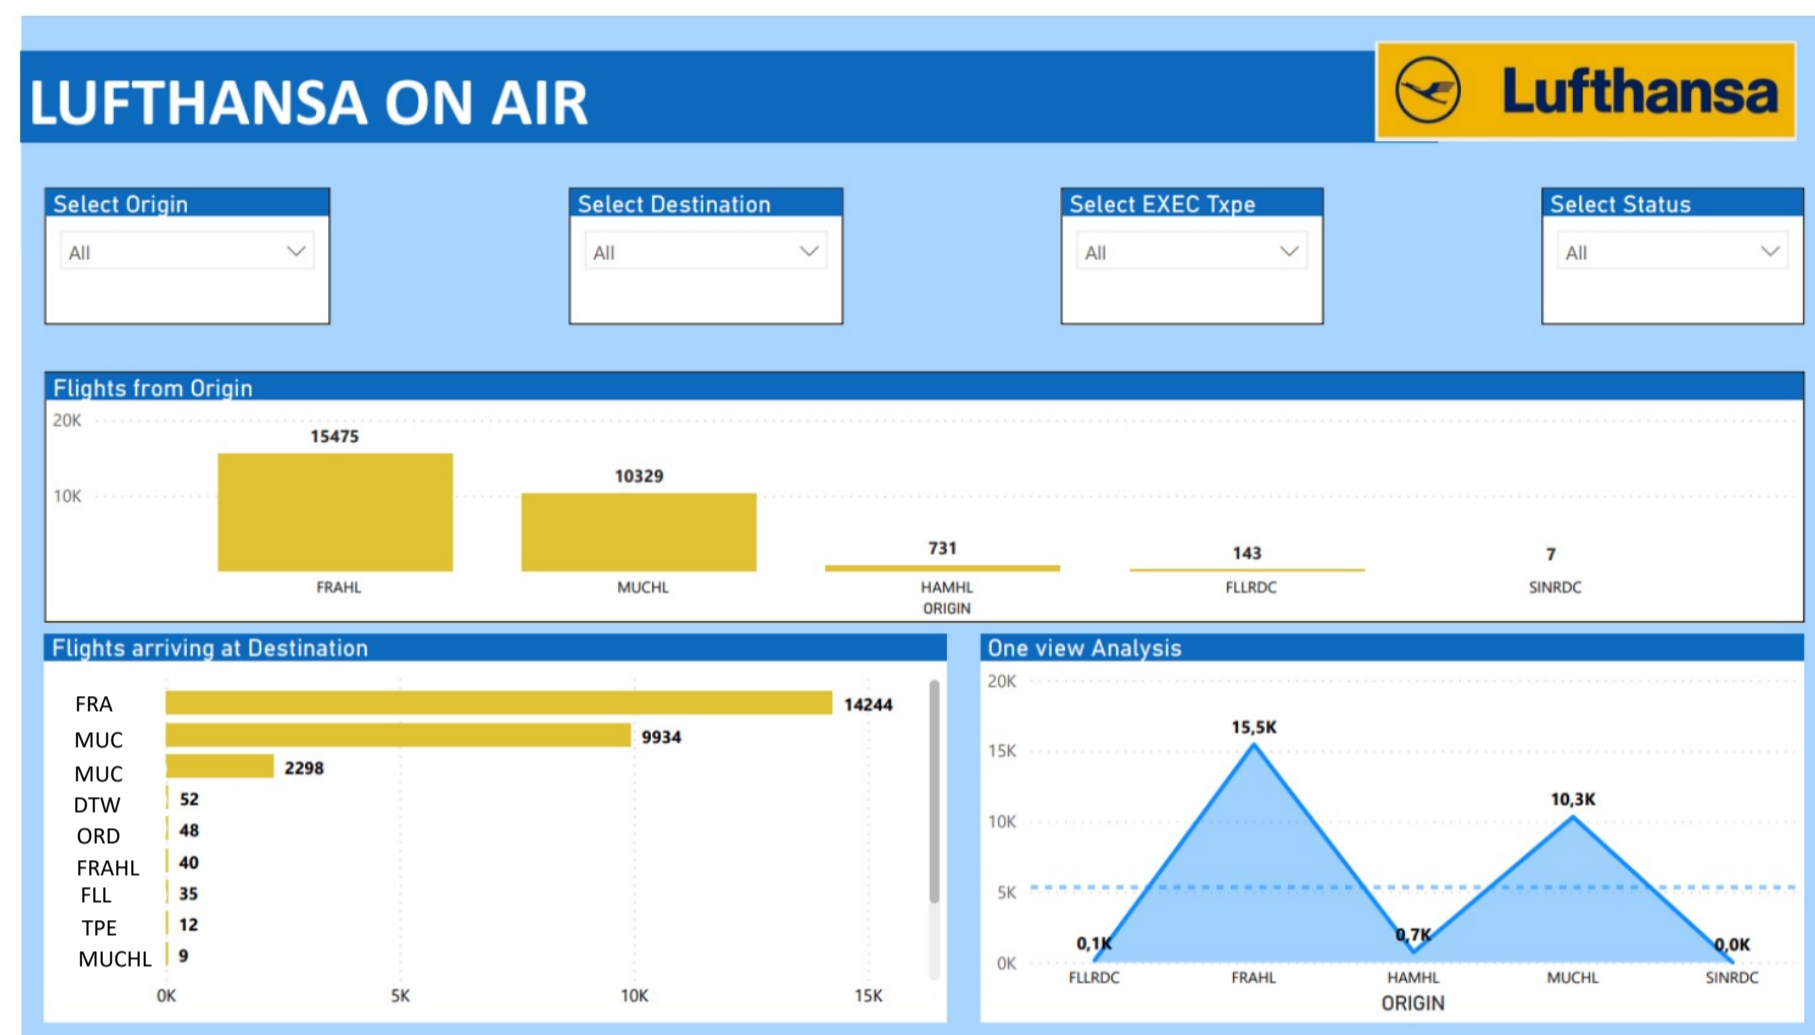 LUFTHANSA ON AIR
Lufthansa
Select Origin
All
Select Destination
All
Select EXEC Txpe
All
Select Status
All
Flights from Origin
20K
10K
15475
10329
731
143
7
FRAHL
MUCHL
HAMHL
FLLRDC
SINRDC
ORIGIN
Flights arriving at Destination
FRA 14244
MUC 9934
MUC 2298
DTW 52
ORD 48
FRAHL 40
FLL 35
TPE 12
MUCHL 9
0K 5K 10K 15K
One view Analysis
20K
15K
10K
5K
0K
0,1K
15,5K
0,7K
10,3K
0,0K
FLLRDC
FRAHL
HAMHL
MUCHL
SINRDC
ORIGIN